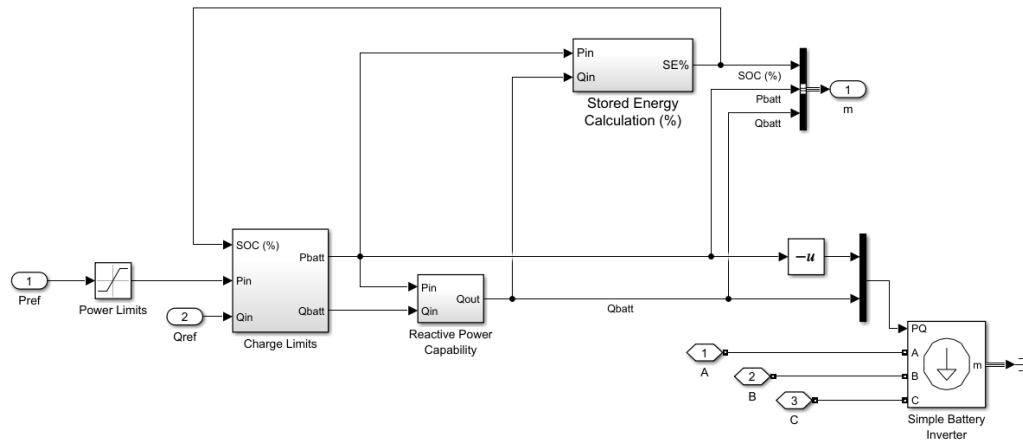 Pin
Qin
SE%
Stored Energy
Calculation (%)
SOC (%)
Pbatt
Qbatt
1
m
1
Pref
Power Limits
2
Qref
SOC (%)
Pin
Qin
Pbatt
Qbatt
Charge Limits
Pin
Qin
Qout
Reactive Power
Capability
Qbatt
-u
1
A
2
B
3
C
PQ
A
B
C
m
Simple Battery
Inverter